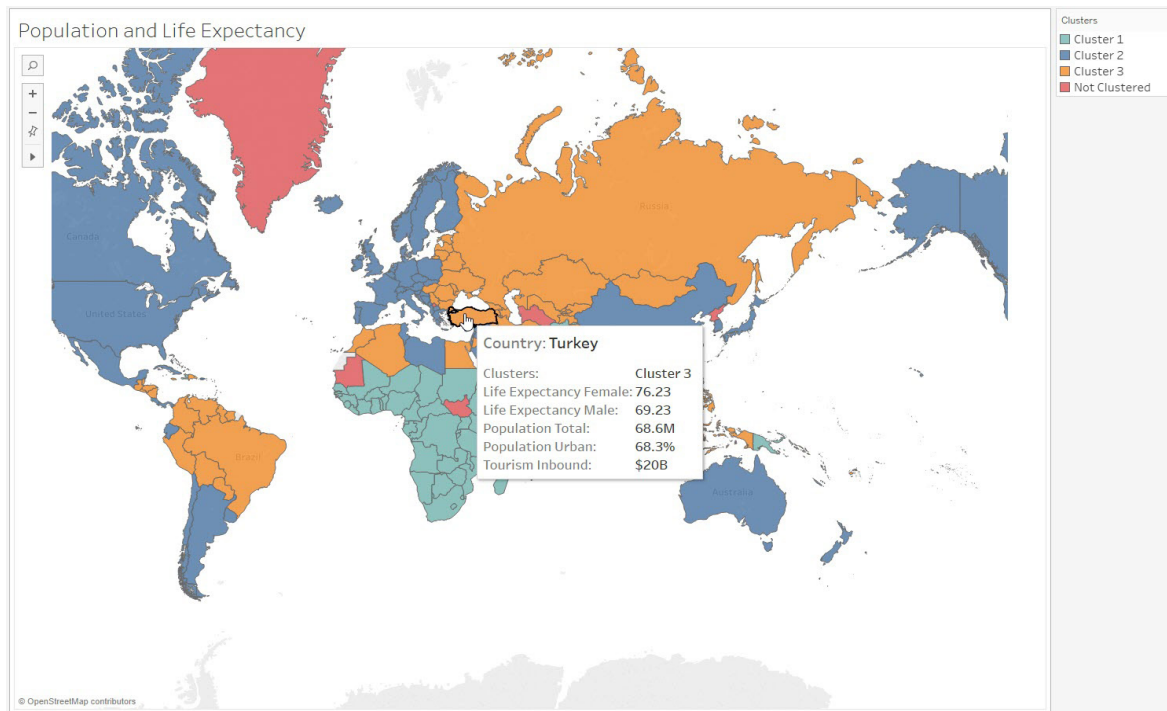 Population and Life Expectancy
Clusters
Cluster 1
Cluster 2
Cluster 3
Not Clustered
Russia
Canada
United States
Country: Turkey
Clusters: Cluster 3
Life Expectancy Female: 76.23
Life Expectancy Male: 69.23
Population Total: 68.6M
Population Urban: 68.3%
Tourism Inbound: $20B
Brazil
Australia
© OpenStreetMap contributors